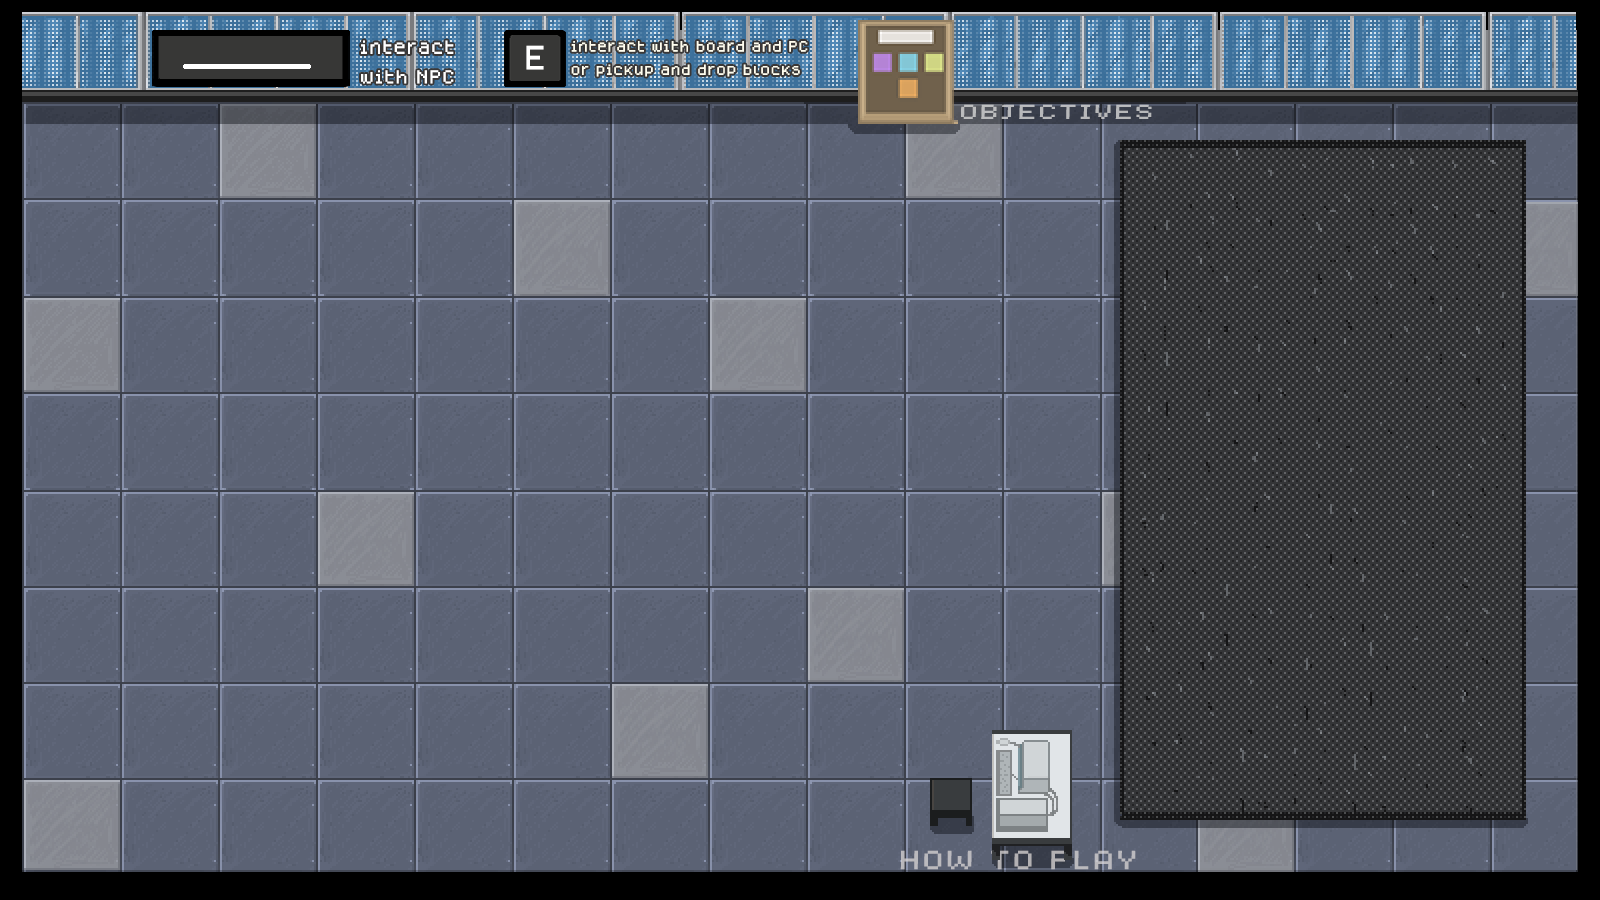 interact
with NPC
E
interact with board and PC
or pickup and drop blocks
OBJECTIVES
HOW TO PLAY